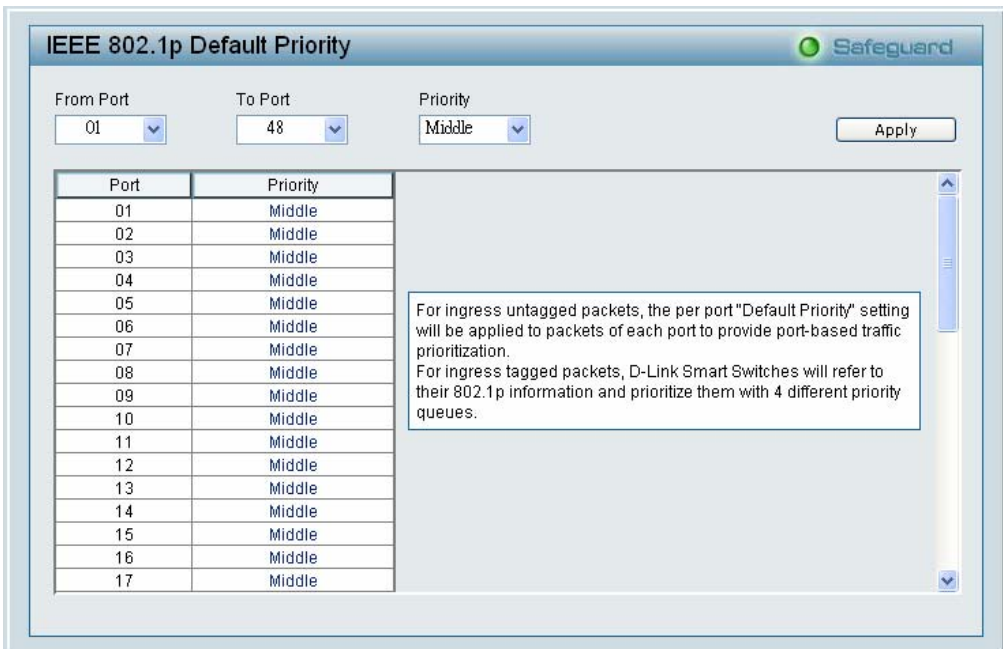 IEEE 802.1p Default Priority
Safeguard
From Port To Port Priority
01 48 Middle Apply
Port Priority
01 Middle
02 Middle
03 Middle
04 Middle
05 Middle
06 Middle
07 Middle
08 Middle
09 Middle
10 Middle
11 Middle
12 Middle
13 Middle
14 Middle
15 Middle
16 Middle
17 Middle
For ingress untagged packets, the per port "Default Priority" setting
will be applied to packets of each port to provide port-based traffic
prioritization.
For ingress tagged packets, D-Link Smart Switches will refer to
their 802.1p information and prioritize them with 4 different priority
queues.